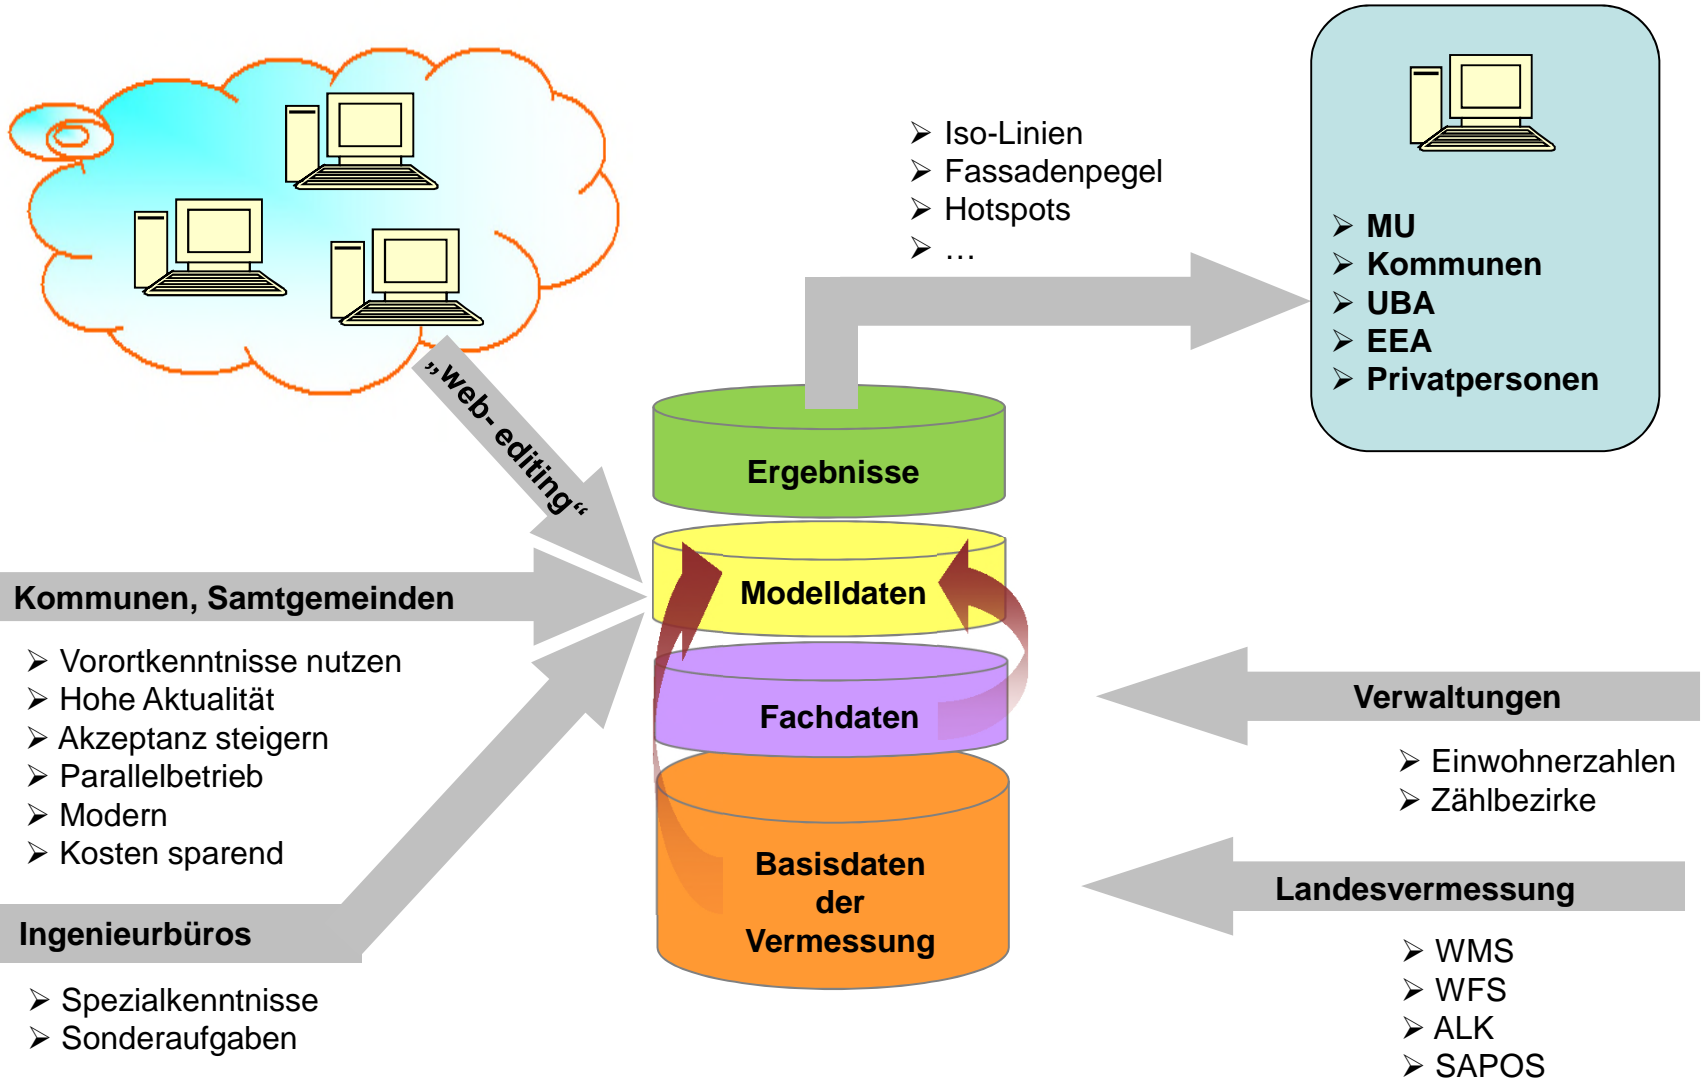 ➢ Iso-Linien
➢ Fassadenpegel
➢ Hotspots
➢ …
➢ MU
➢ Kommunen
➢ UBA
➢ EEA
➢ Privatpersonen
„web- editing“
Ergebnisse
Modelldaten
Fachdaten
Basisdaten
der
Vermessung
Kommunen, Samtgemeinden
➢ Vorortkenntnisse nutzen
➢ Hohe Aktualität
➢ Akzeptanz steigern
➢ Parallelbetrieb
➢ Modern
➢ Kosten sparend
Ingenieurbüros
➢ Spezialkenntnisse
➢ Sonderaufgaben
Verwaltungen
➢ Einwohnerzahlen
➢ Zählbezirke
Landesvermessung
➢ WMS
➢ WFS
➢ ALK
➢ SAPOS